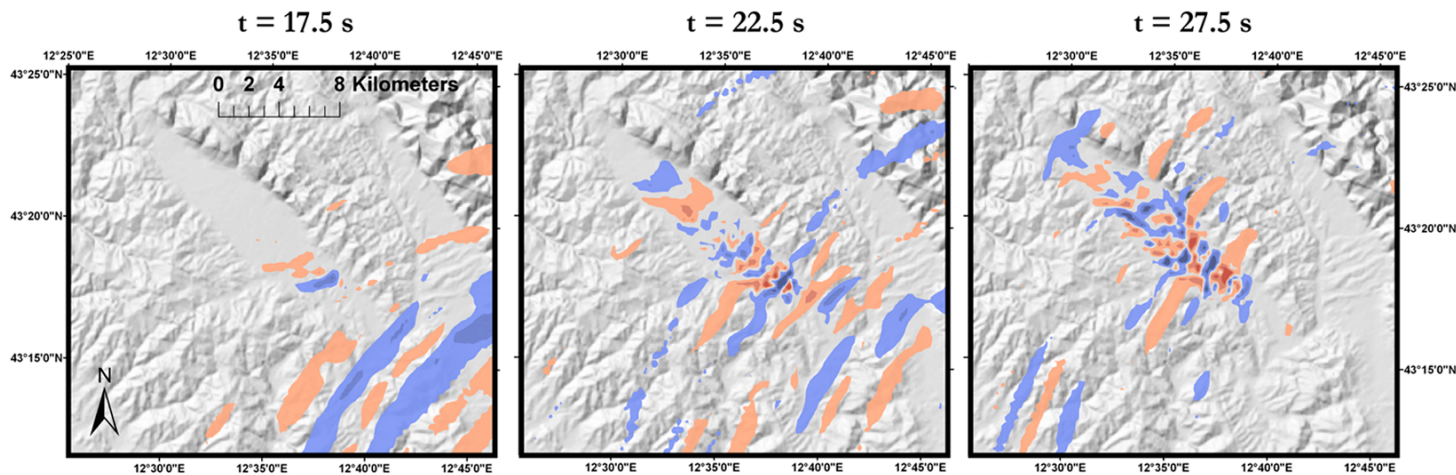 t = 17.5 s t = 22.5 s t = 27.5 s
12°25'0"E 12°30'0"E 12°35'0"E 12°40'0"E 12°45'0"E 12°30'0"E 12°35'0"E 12°40'0"E 12°45'0"E 12°30'0"E 12°35'0"E 12°40'0"E 12°45'0"E
43°25'0"N 43°25'0"N
0 2 4 8 Kilometers
43°20'0"N 43°20'0"N
43°15'0"N 43°15'0"N
N
12°30'0"E 12°35'0"E 12°40'0"E 12°45'0"E 12°30'0"E 12°35'0"E 12°40'0"E 12°45'0"E 12°30'0"E 12°35'0"E 12°40'0"E 12°45'0"E